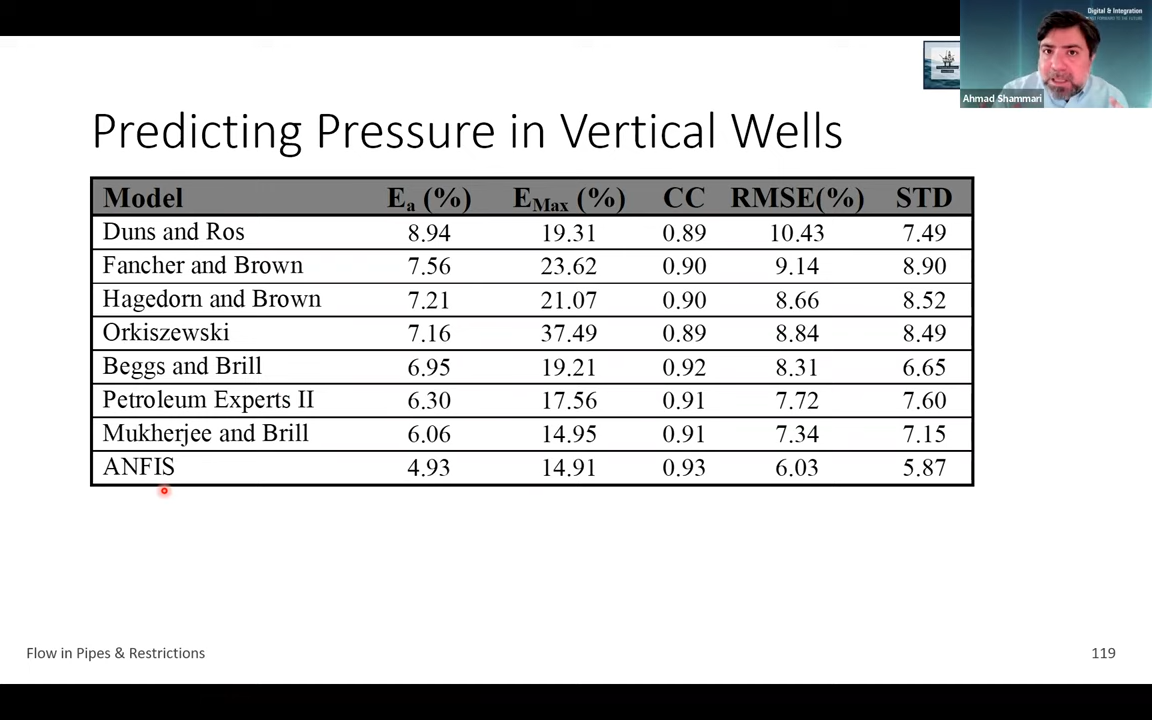 Digital & Integration
Ahmad Shammari
Predicting Pressure in Vertical Wells
Model Ea (%) EMax (%) CC RMSE(%) STD
Duns and Ros 8.94 19.31 0.89 10.43 7.49
Fancher and Brown 7.56 23.62 0.90 9.14 8.90
Hagedorn and Brown 7.21 21.07 0.90 8.66 8.52
Orkiszewski 7.16 37.49 0.89 8.84 8.49
Beggs and Brill 6.95 19.21 0.92 8.31 6.65
Petroleum Experts II 6.30 17.56 0.91 7.72 7.60
Mukherjee and Brill 6.06 14.95 0.91 7.34 7.15
ANFIS 4.93 14.91 0.93 6.03 5.87
Flow in Pipes & Restrictions 119